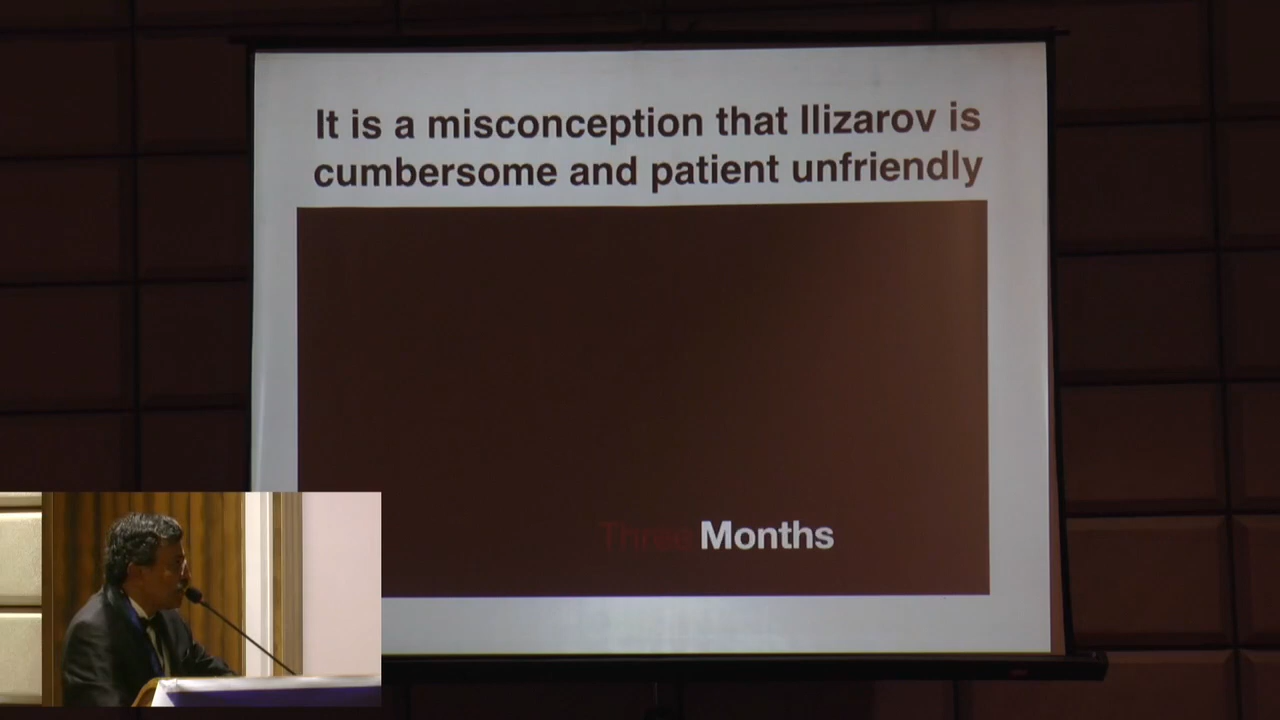 It is a misconception that Ilizarov is
cumbersome and patient unfriendly
Three Months